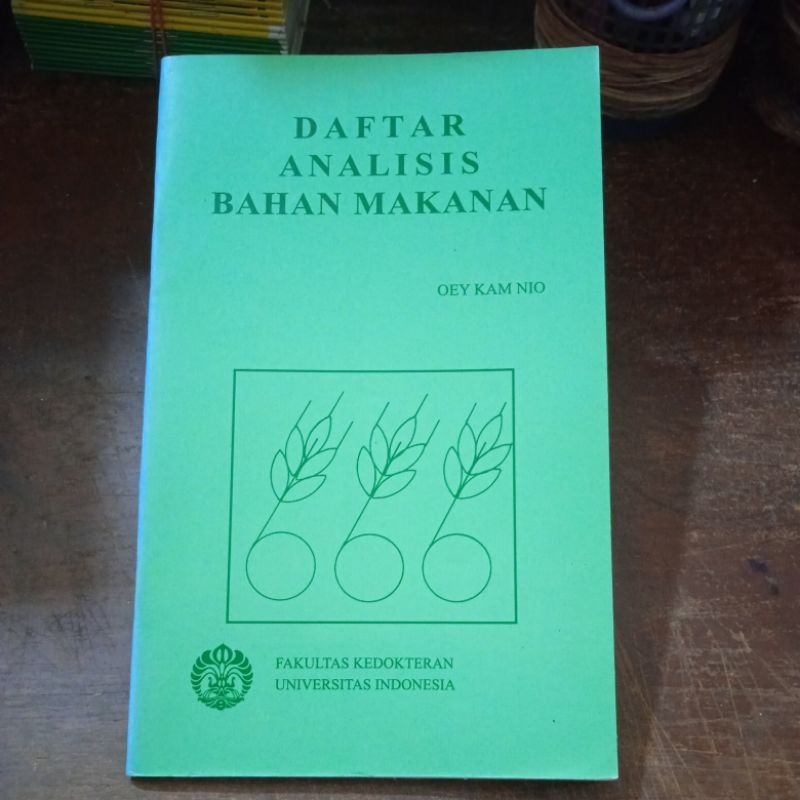 DAFTAR
ANALISIS
BAHAN MAKANAN
OEY KAM NIO
FAKULTAS KEDOKTERAN
UNIVERSITAS INDONESIA